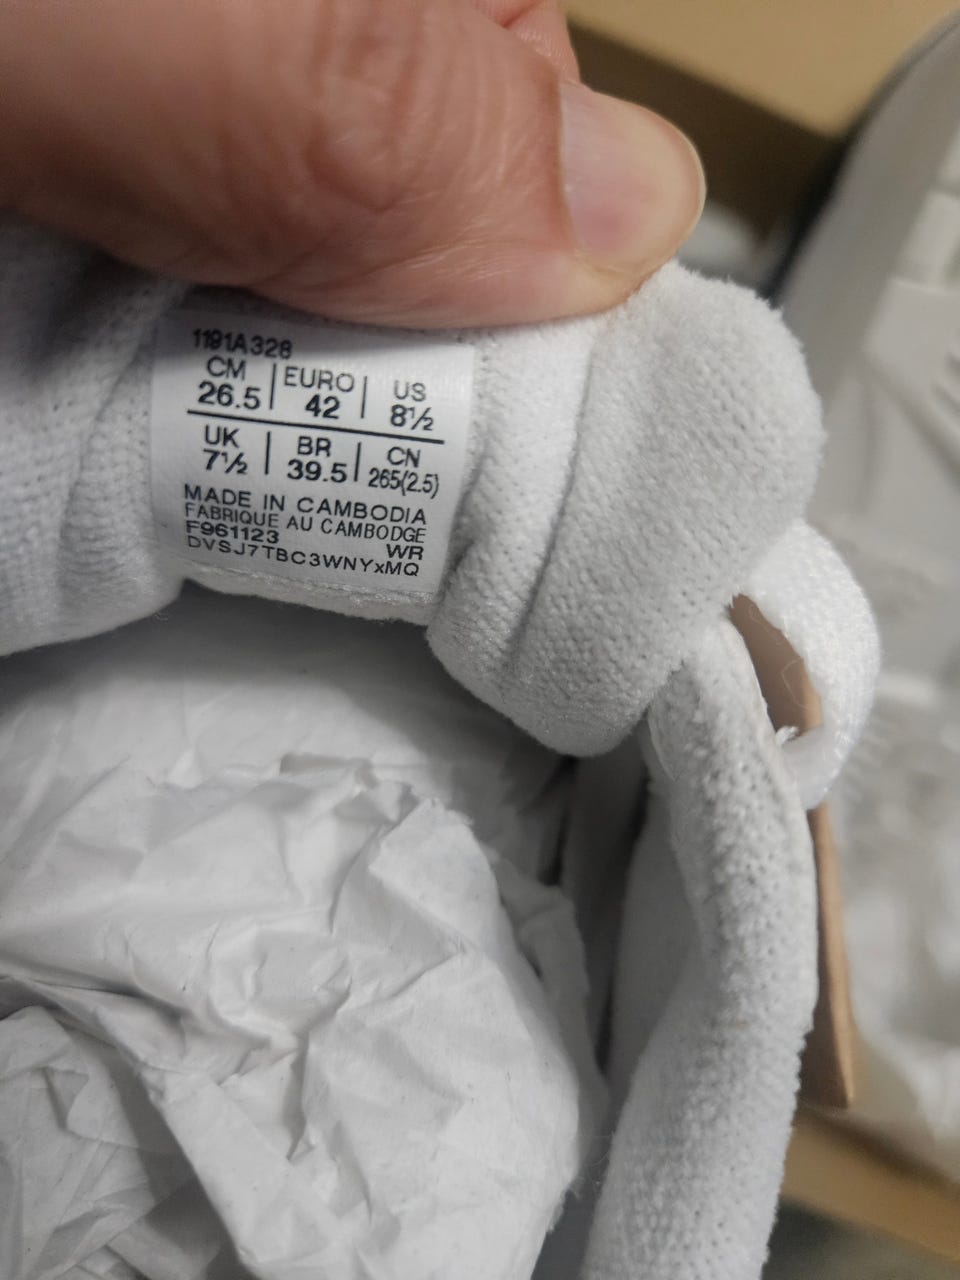 1191A328
CM | EURO | US
26.5 | 42 | 8½
UK | BR | CN
7½ | 39.5 | 265(2.5)
MADE IN CAMBODIA
FABRIQUE AU CAMBODGE
F961123 WR
DVSJ7TBC3WNYxMQ